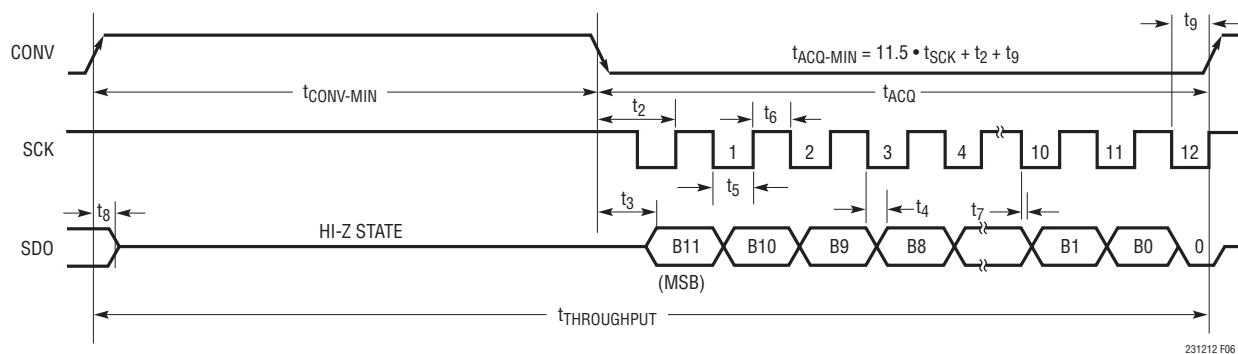 t9
CONV
tACQ-MIN = 11.5 • tSCK + t2 + t9
tCONV-MIN
tACQ
t2
t6
SCK
1 2 3 4 10 11 12
t5
t8
t3
t4
t7
HI-Z STATE
SDO
B11 B10 B9 B8 B1 B0 0
(MSB)
tTHROUGHPUT
231212 F06